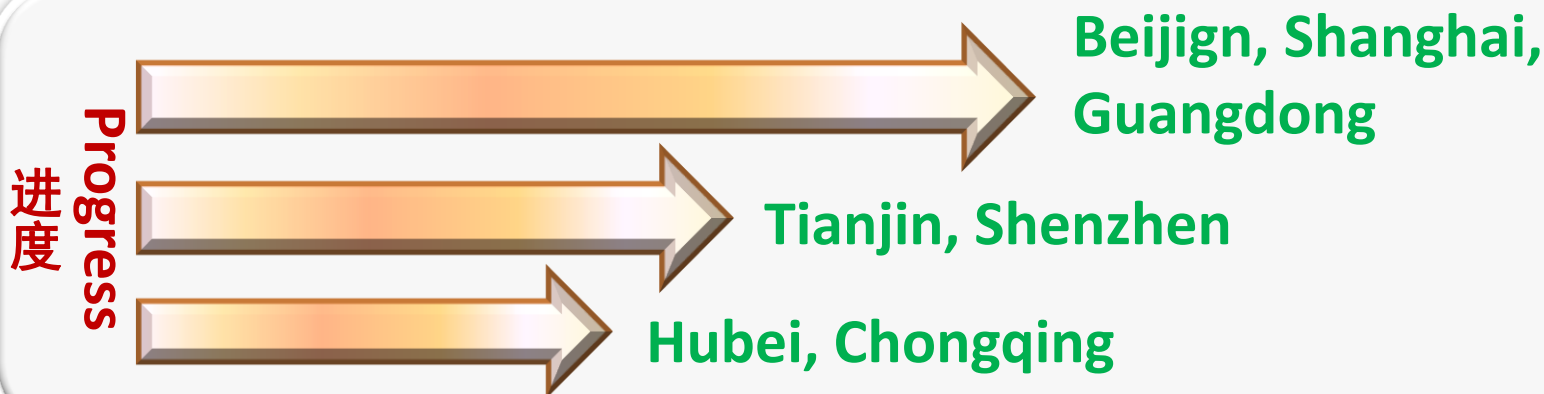 进度
Progress
Beijign, Shanghai,
Guangdong
Tianjin, Shenzhen
Hubei, Chongqing